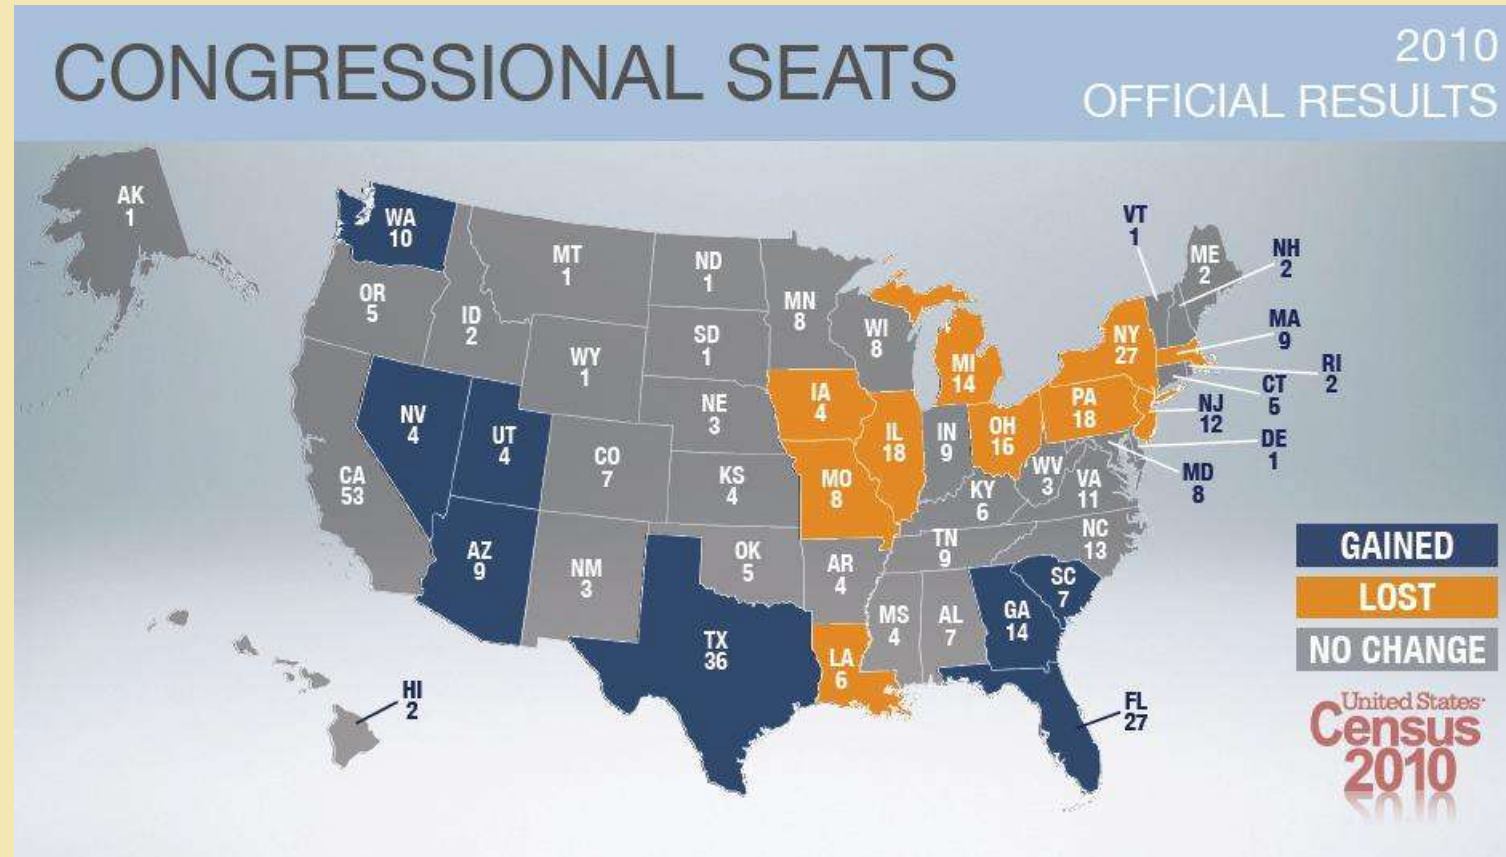 CONGRESSIONAL SEATS
2010
OFFICIAL RESULTS
AK
1
WA
10
OR
5
ID
2
MT
1
ND
1
MN
8
WI
8
SD
1
WY
1
NE
3
IA
4
MI
14
NY
27
VT
1
ME
2
NH
2
MA
9
RI
2
CT
5
NJ
12
DE
1
MD
8
PA
18
OH
16
IN
9
IL
18
NV
4
UT
4
CA
53
CO
7
KS
4
MO
8
KY
6
WV
3
VA
11
NC
13
TN
9
AZ
9
NM
3
OK
5
AR
4
SC
7
GA
14
AL
7
MS
4
TX
36
LA
6
FL
27
HI
2
GAINED
LOST
NO CHANGE
United States
Census
2010